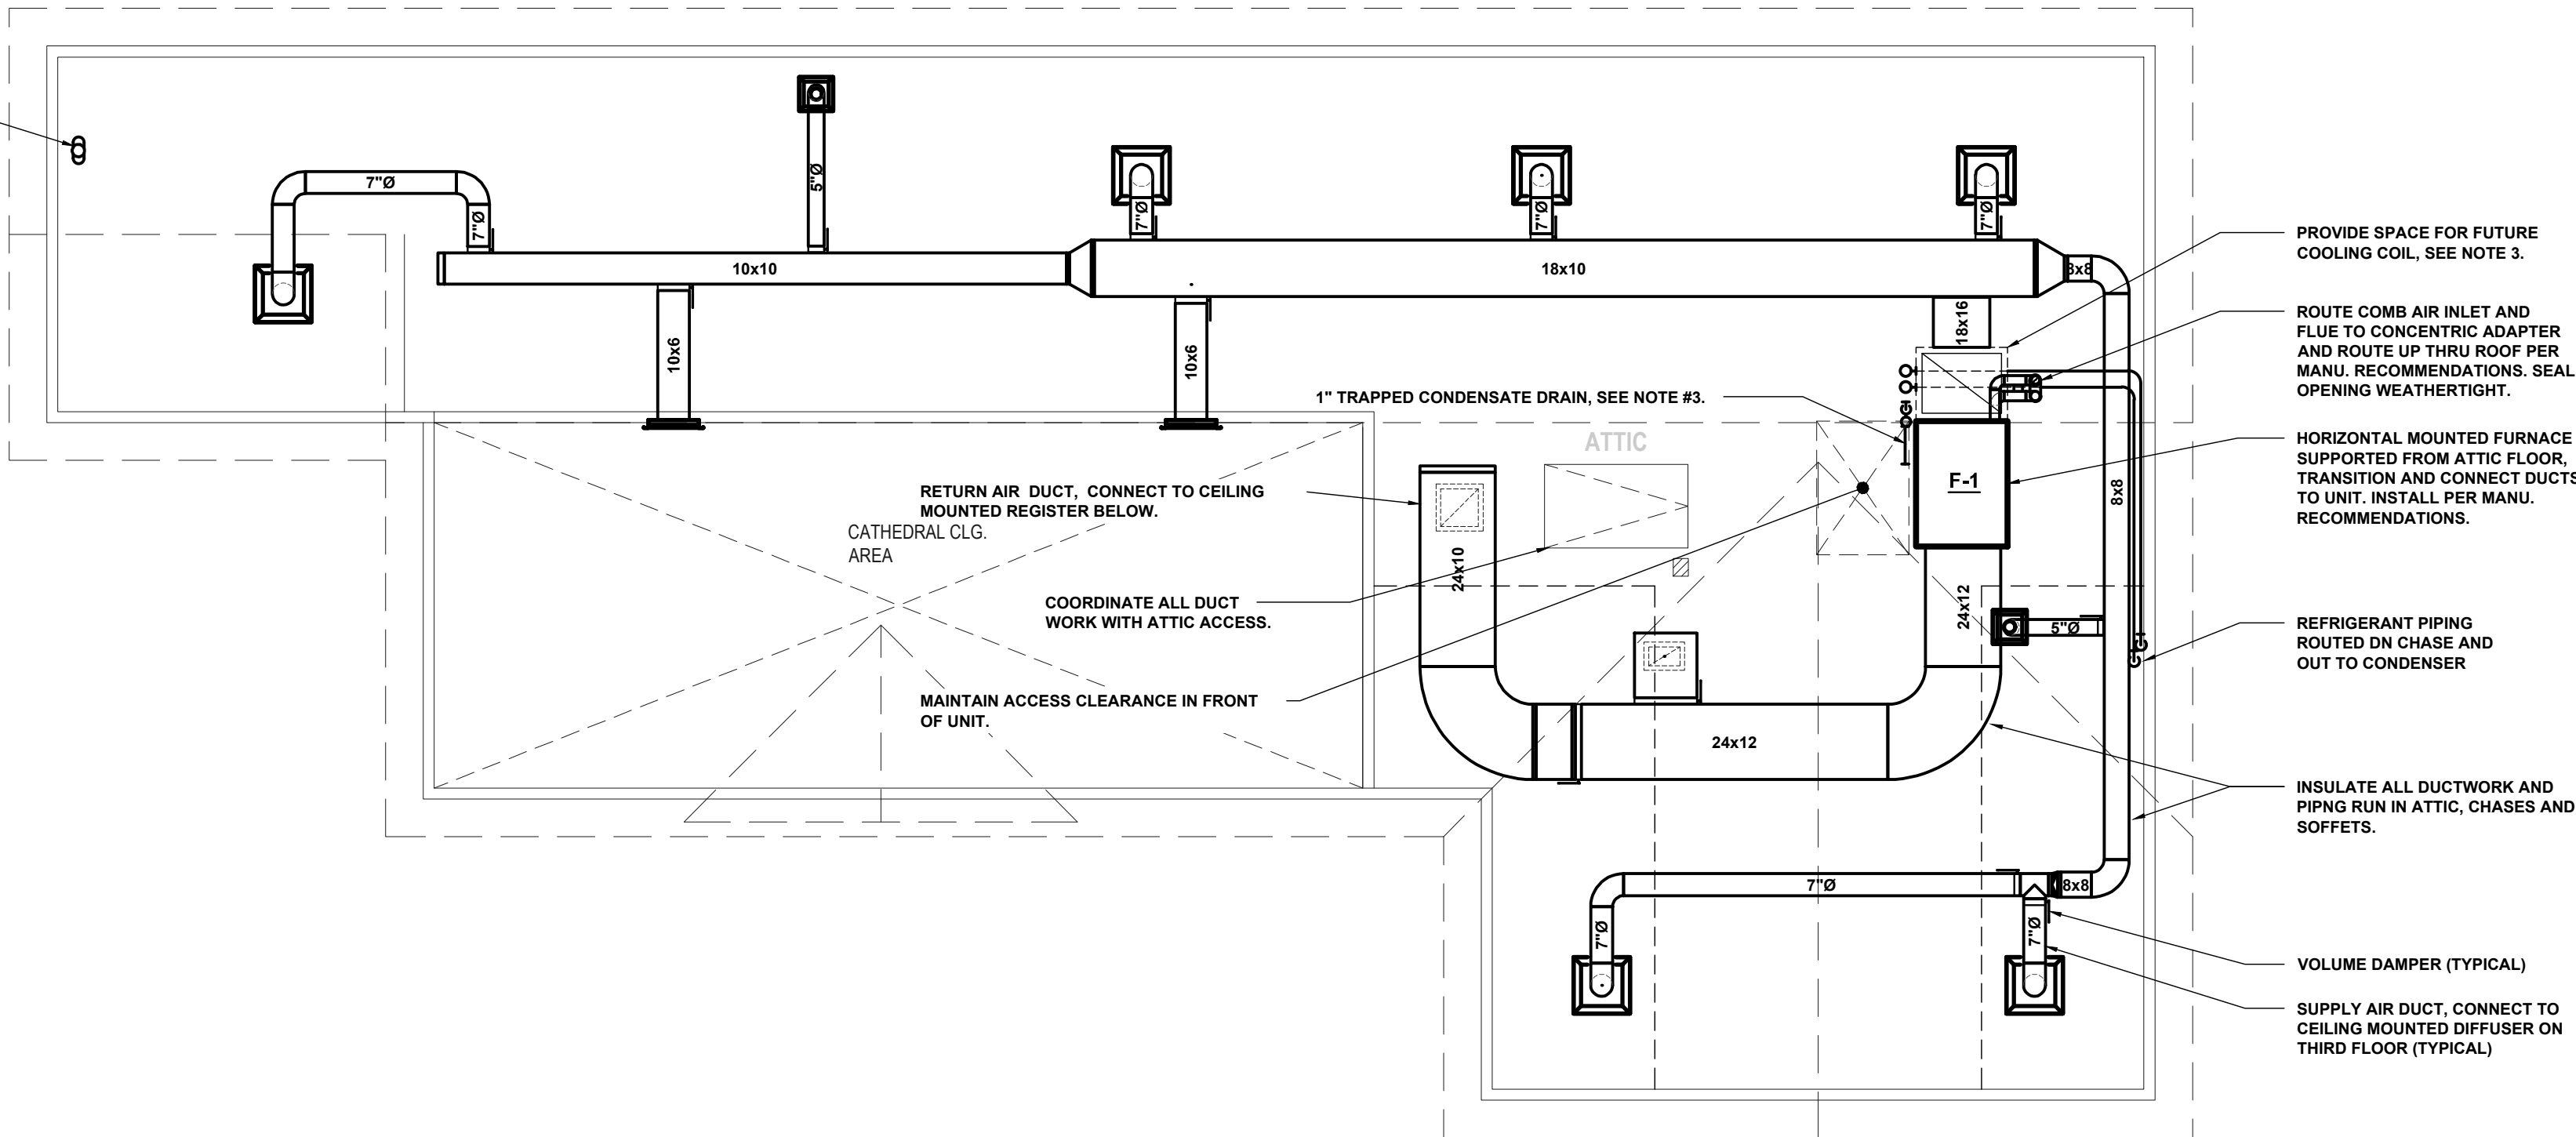 7"Ø
7"Ø
5"Ø
7"Ø
7"Ø
7"Ø
10x10
18x10
8x8
10x6
10x6
18x16
PROVIDE SPACE FOR FUTURE
COOLING COIL, SEE NOTE 3.
ROUTE COMB AIR INLET AND
FLUE TO CONCENTRIC ADAPTER
AND ROUTE UP THRU ROOF PER
MANU. RECOMMENDATIONS. SEAL
OPENING WEATHERTIGHT.
1" TRAPPED CONDENSATE DRAIN, SEE NOTE #3.
ATTIC
HORIZONTAL MOUNTED FURNACE
SUPPORTED FROM ATTIC FLOOR,
TRANSITION AND CONNECT DUCTS
TO UNIT. INSTALL PER MANU.
RECOMMENDATIONS.
F-1
8x8
RETURN AIR DUCT, CONNECT TO CEILING
MOUNTED REGISTER BELOW.
CATHEDRAL CLG.
AREA
24x10
24x12
COORDINATE ALL DUCT
WORK WITH ATTIC ACCESS.
5"Ø
REFRIGERANT PIPING
ROUTED DN CHASE AND
OUT TO CONDENSER
MAINTAIN ACCESS CLEARANCE IN FRONT
OF UNIT.
24x12
INSULATE ALL DUCTWORK AND
PIPNG RUN IN ATTIC, CHASES AND
SOFFETS.
7"Ø
8x8
7"Ø
7"Ø
VOLUME DAMPER (TYPICAL)
SUPPLY AIR DUCT, CONNECT TO
CEILING MOUNTED DIFFUSER ON
THIRD FLOOR (TYPICAL)